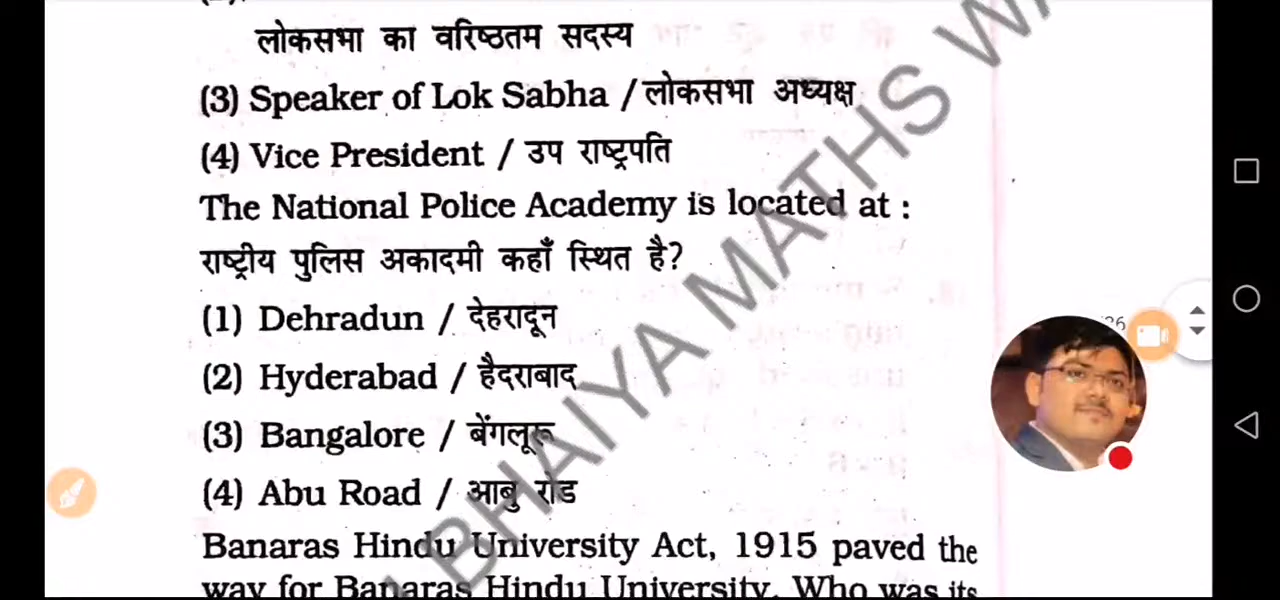 लोकसभा का वरिष्ठतम सदस्य
(3) Speaker of Lok Sabha / लोकसभा अध्यक्ष
(4) Vice President / उप राष्ट्रपति
The National Police Academy is located at :
राष्ट्रीय पुलिस अकादमी कहाँ स्थित है?
(1) Dehradun / देहरादून
(2) Hyderabad / हैदराबाद
(3) Bangalore / बेंगलूरू
(4) Abu Road / आबु रोड
Banaras Hindu University Act, 1915 paved the
way for Banaras Hindu University. Who was its
BHAIYA MATHS